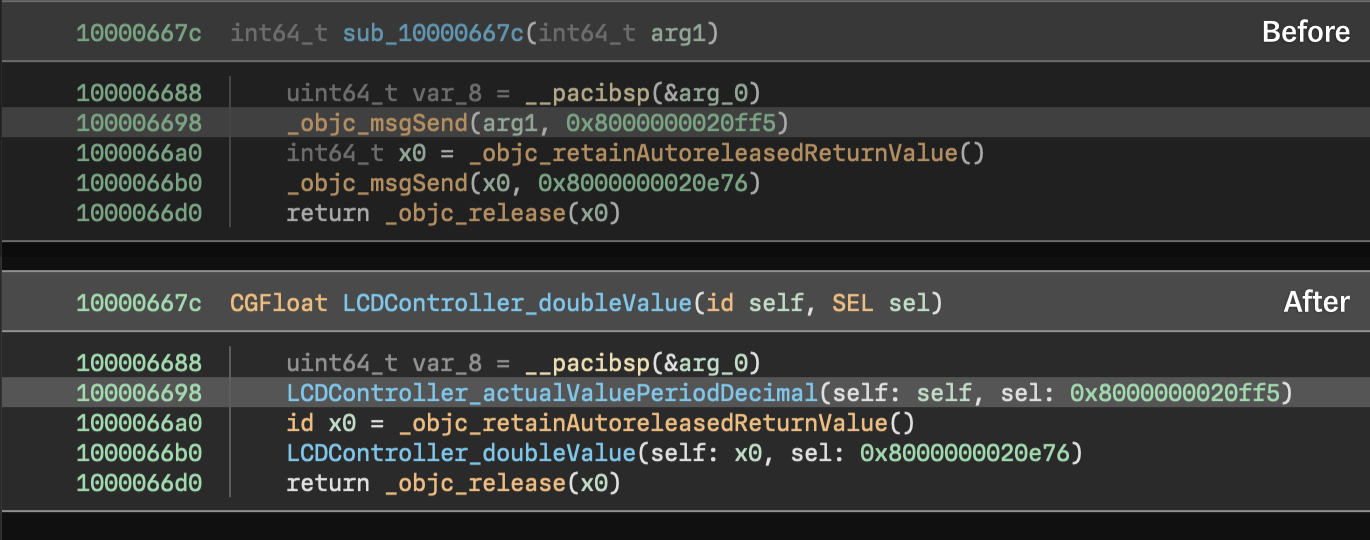 10000667c int64_t sub_10000667c(int64_t arg1) Before
100006688 uint64_t var_8 = __pacibsp(&arg_0)
100006698 _objc_msgSend(arg1, 0x8000000020ff5)
1000066a0 int64_t x0 = _objc_retainAutoreleasedReturnValue()
1000066b0 _objc_msgSend(x0, 0x8000000020e76)
1000066d0 return _objc_release(x0)
10000667c CGFloat LCDController_doubleValue(id self, SEL sel) After
100006688 uint64_t var_8 = __pacibsp(&arg_0)
100006698 LCDController_actualValuePeriodDecimal(self: self, sel: 0x8000000020ff5)
1000066a0 id x0 = _objc_retainAutoreleasedReturnValue()
1000066b0 LCDController_doubleValue(self: x0, sel: 0x8000000020e76)
1000066d0 return _objc_release(x0)